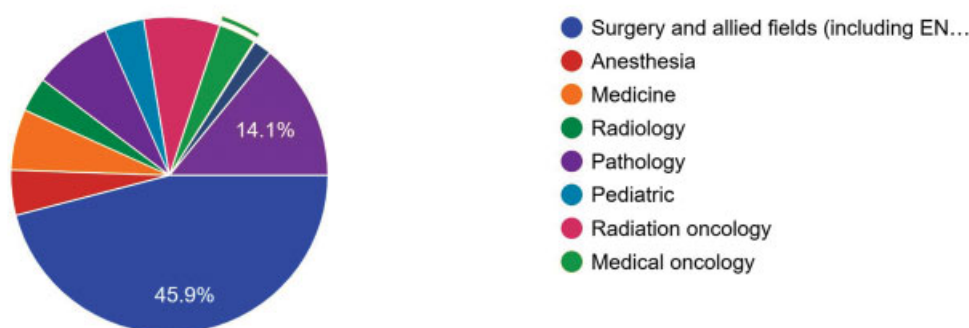 14.1%
45.9%
Surgery and allied fields (including EN…
Anesthesia
Medicine
Radiology
Pathology
Pediatric
Radiation oncology
Medical oncology